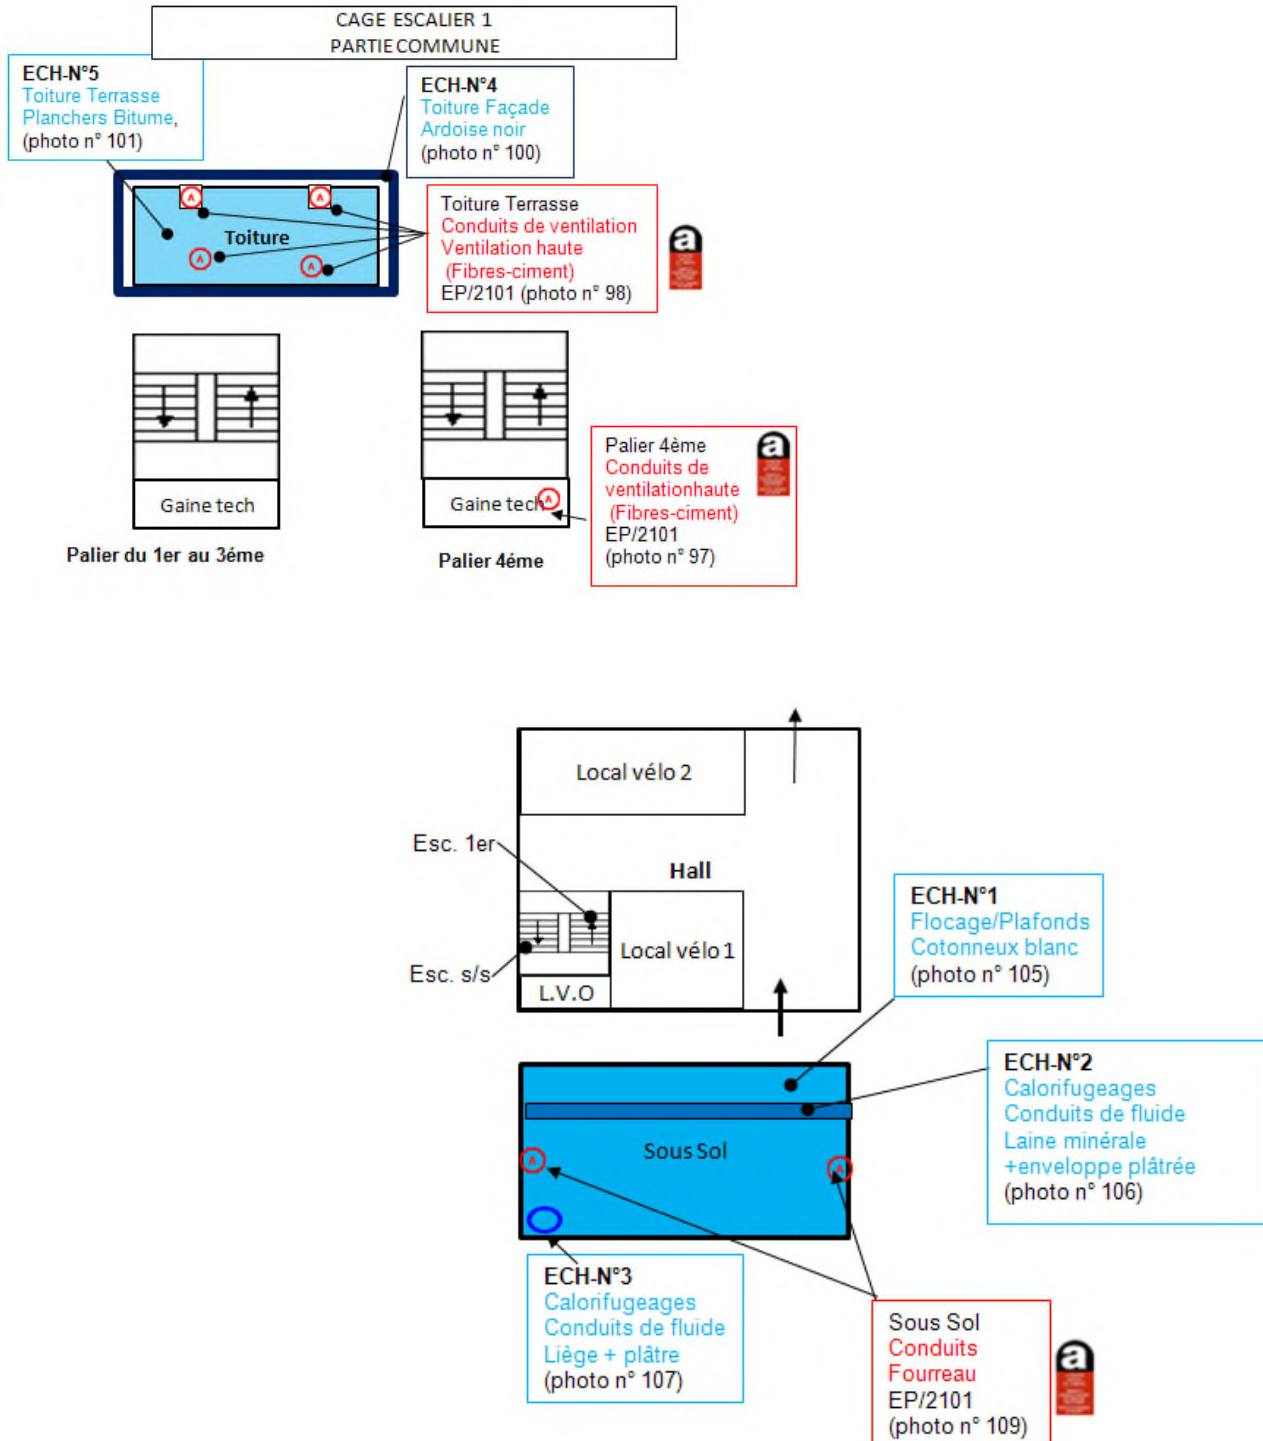 CAGE ESCALIER 1
PARTIE COMMUNE
ECH-N°5
Toiture Terrasse
Planchers Bitume,
(photo n° 101)
ECH-N°4
Toiture Façade
Ardoise noir
(photo n° 100)
A
A
Toiture
A
A
Toiture Terrasse
Conduits de ventilation
Ventilation haute
(Fibres-ciment)
EP/2101 (photo n° 98)
a
Gaine tech
Palier du 1er au 3éme
Gaine tech
A
Palier 4éme
Palier 4ème
Conduits de
ventilationhaute
(Fibres-ciment)
EP/2101
(photo n° 97)
a
Local vélo 2
Esc. 1er
Hall
Esc. s/s
Local vélo 1
L.V.O
ECH-N°1
Flocage/Plafonds
Cotonneux blanc
(photo n° 105)
ECH-N°2
Calorifugeages
Conduits de fluide
Laine minérale
+enveloppe plâtrée
(photo n° 106)
Sous Sol
A
A
ECH-N°3
Calorifugeages
Conduits de fluide
Liège + plâtre
(photo n° 107)
Sous Sol
Conduits
Fourreau
EP/2101
(photo n° 109)
a